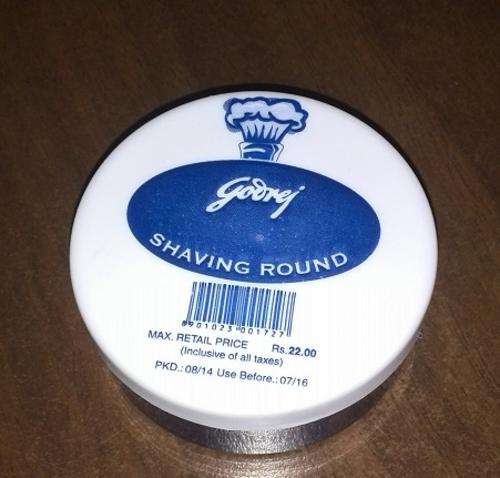 Godrej
SHAVING ROUND
8901023001727
MAX. RETAIL PRICE Rs.22.00
(Inclusive of all taxes)
PKD.: 08/14 Use Before.: 07/16